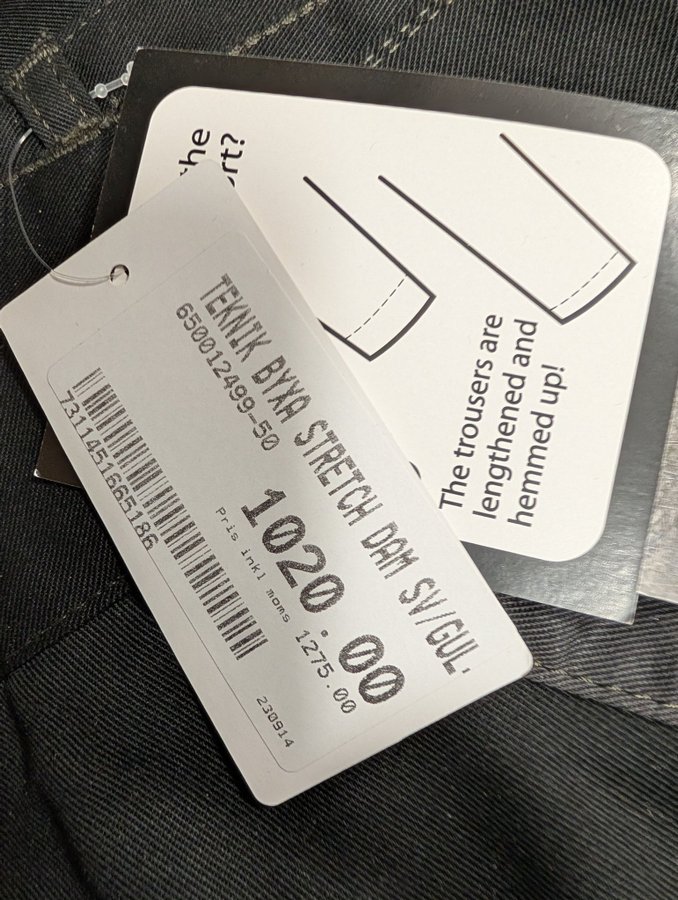 the
rt?
The trousers are
lengthened and
hemmed up!
TEKNIK BYXA STRETCH DAM SV/GUL.
650012499-50
1020.00
Pris inkl moms 1275.00
7311451665186
230914